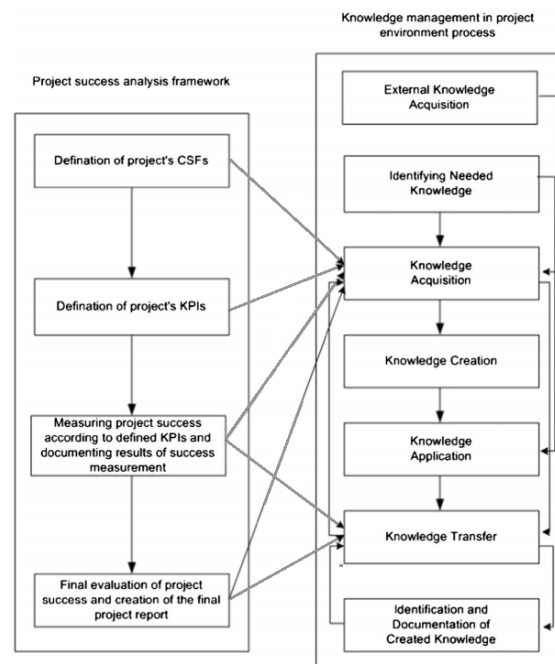 Knowledge management in project
environment process
Project success analysis framework
External Knowledge
Acquisition
Defination of project's CSFs
Identifying Needed
Knowledge
Knowledge
Acquisition
Defination of project's KPIs
Knowledge Creation
Measuring project success
according to defined KPIs and
documenting results of success
measurement
Knowledge
Application
Knowledge Transfer
Final evaluation of project
success and creation of the final
project report
Identification and
Documentation of
Created Knowledge